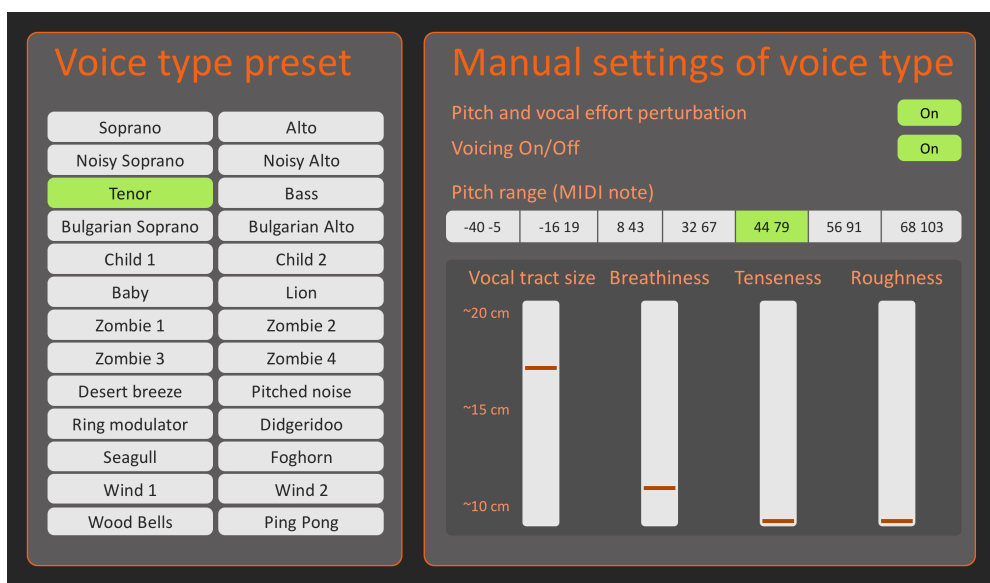 Voice type preset
Soprano Alto
Noisy Soprano Noisy Alto
Tenor Bass
Bulgarian Soprano Bulgarian Alto
Child 1 Child 2
Baby Lion
Zombie 1 Zombie 2
Zombie 3 Zombie 4
Desert breeze Pitched noise
Ring modulator Didgeridoo
Seagull Foghorn
Wind 1 Wind 2
Wood Bells Ping Pong
Manual settings of voice type
Pitch and vocal effort perturbation On
Voicing On/Off On
Pitch range (MIDI note)
-40 -5 -16 19 8 43 32 67 44 79 56 91 68 103
Vocal tract size Breathiness Tenseness Roughness
~20 cm
~15 cm
~10 cm